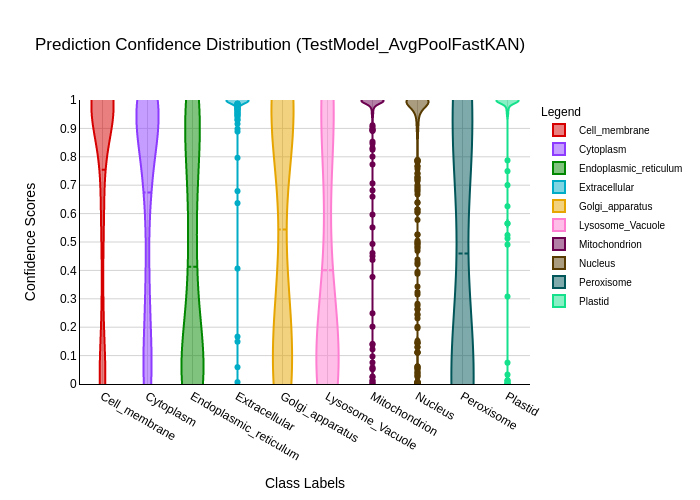 Prediction Confidence Distribution (TestModel_AvgPoolFastKAN)
Legend
Cell_membrane
Cytoplasm
Endoplasmic_reticulum
Extracellular
Golgi_apparatus
Lysosome_Vacuole
Mitochondrion
Nucleus
Peroxisome
Plastid
Confidence Scores
1
0.9
0.8
0.7
0.6
0.5
0.4
0.3
0.2
0.1
0
Cell_membrane
Cytoplasm
Endoplasmic_reticulum
Extracellular
Golgi_apparatus
Lysosome_Vacuole
Mitochondrion
Nucleus
Peroxisome
Plastid
Class Labels